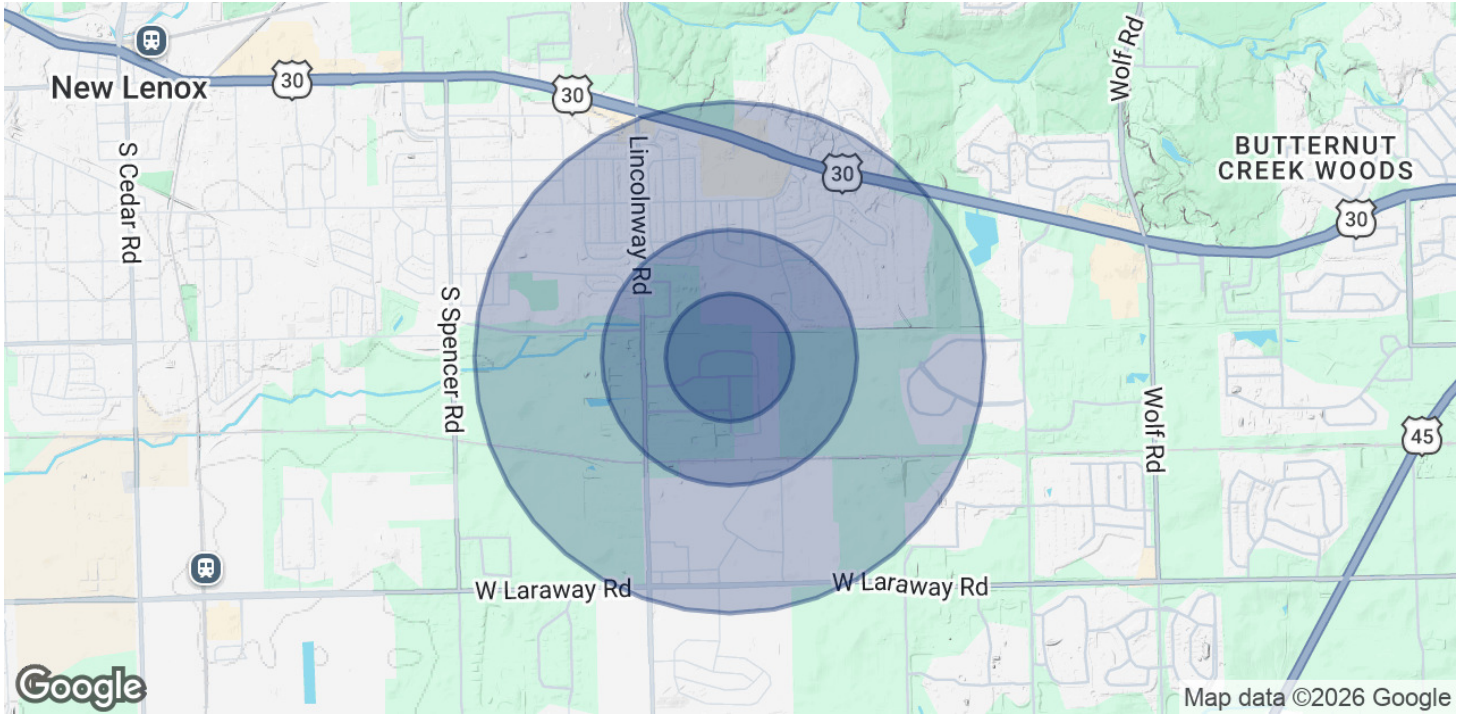 New Lenox
30
30
Wolf Rd
BUTTERNUT
CREEK WOODS
S Cedar Rd
Lincolnway Rd
30
30
S Spencer Rd
Wolf Rd
45
W Laraway Rd
W Laraway Rd
Google
Map data ©2026 Google